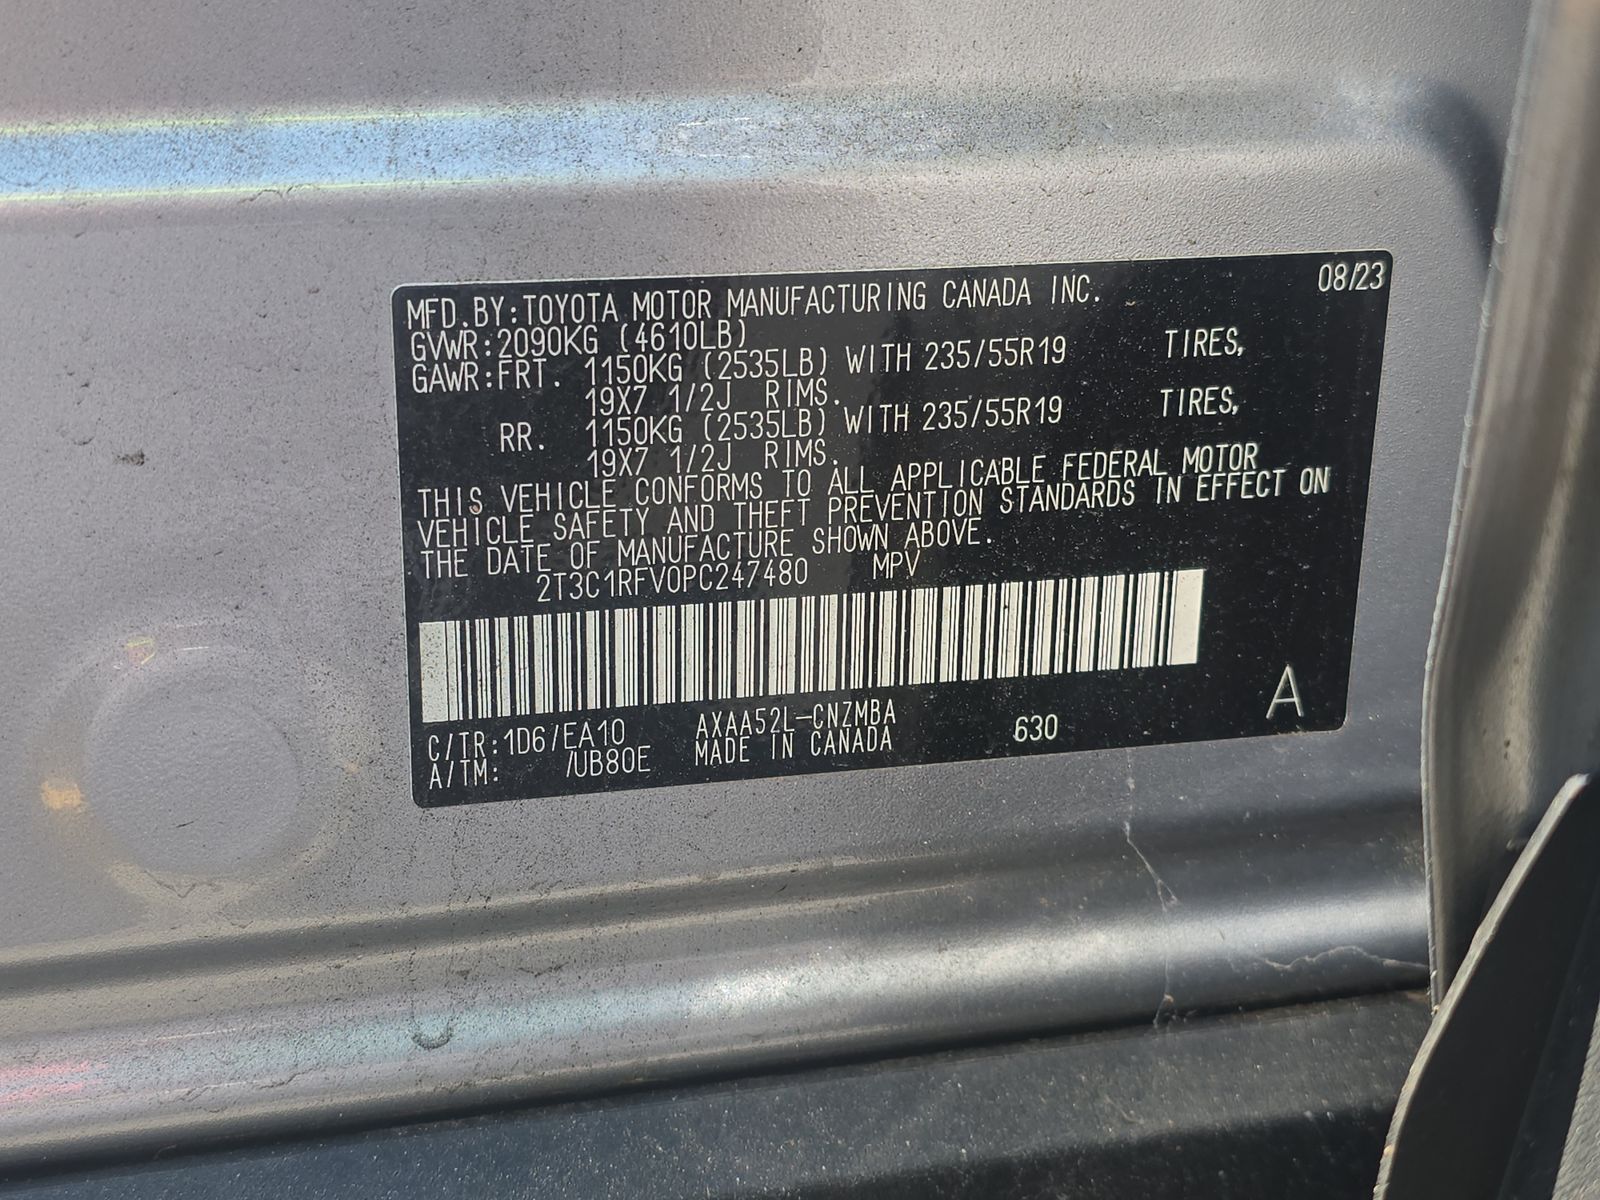 MFD.BY:TOYOTA MOTOR MANUFACTURING CANADA INC. 08/23
GVWR:2090KG (4610LB)
GAWR:FRT. 1150KG (2535LB) WITH 235/55R19 TIRES,
19X7 1/2J RIMS.
RR. 1150KG (2535LB) WITH 235/55R19 TIRES,
19X7 1/2J RIMS.
THIS VEHICLE CONFORMS TO ALL APPLICABLE FEDERAL MOTOR
VEHICLE SAFETY AND THEFT PREVENTION STANDARDS IN EFFECT ON
THE DATE OF MANUFACTURE SHOWN ABOVE.
2T3C1RFV0PC247480 MPV
C/TR:1D6/EA10 AXAA52L-CNZMBA 630 A
A/TM: /UB80E MADE IN CANADA